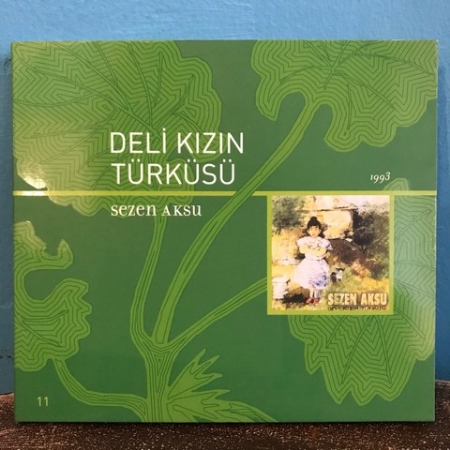 DELİ KIZIN
TÜRKÜSÜ
1993
sezen AKsu
SEZEN AKSU
11